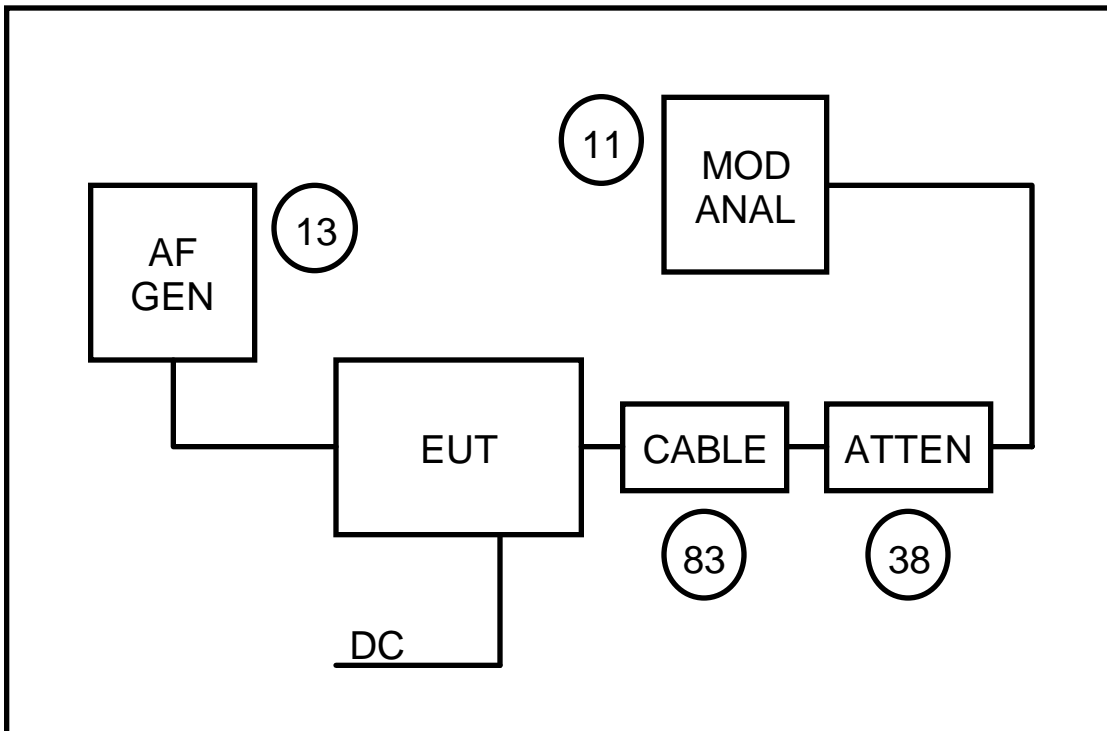 11
MOD
ANAL
13
AF
GEN
EUT
CABLE
ATTEN
83
38
DC